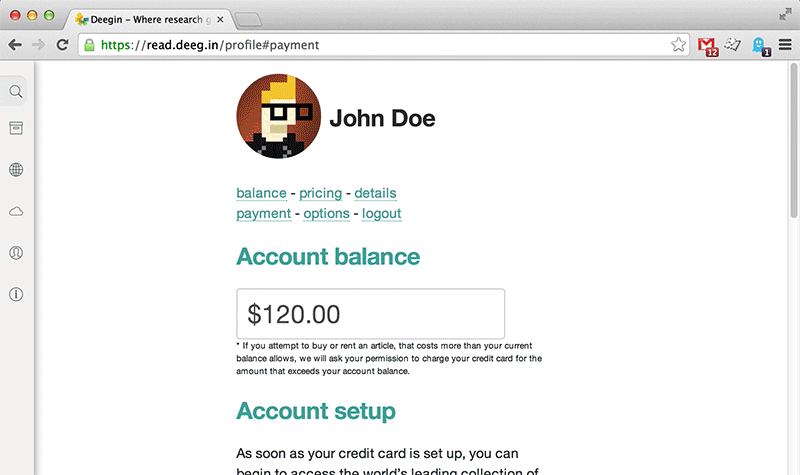 Deegin – Where research g
https://read.deeg.in/profile#payment
12
1
John Doe
balance - pricing - details
payment - options - logout
Account balance
$120.00
* If you attempt to buy or rent an article, that costs more than your current
balance allows, we will ask your permission to charge your credit card for the
amount that exceeds your account balance.
Account setup
As soon as your credit card is set up, you can
begin to access the world's leading collection of